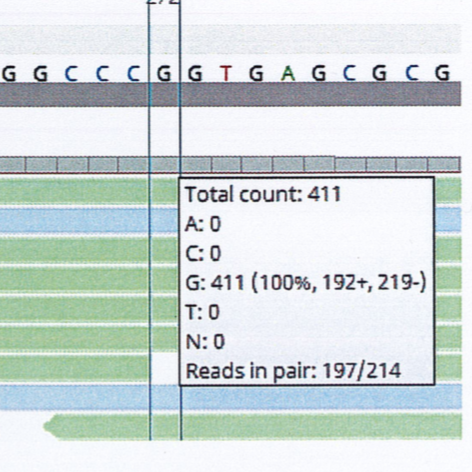 G G C C C G G T G A G C G C G
Total count: 411
A: 0
C: 0
G: 411 (100%, 192+, 219-)
T: 0
N: 0
Reads in pair: 197/214